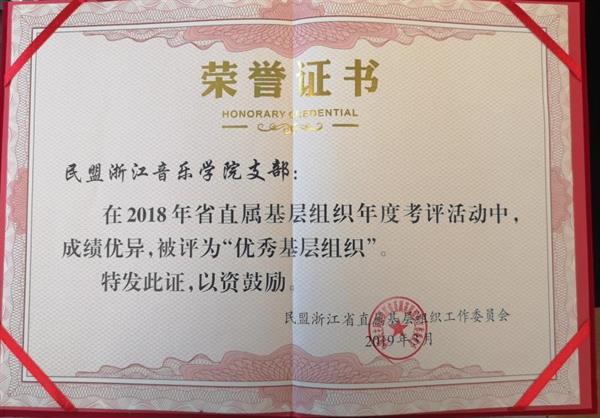 荣誉证书
HONORARY CREDENTIAL
民盟浙江音乐学院支部：
在2018年省直属基层组织年度考评活动中，
成绩优异，被评为“优秀基层组织”。
特发此证，以资鼓励。
民盟浙江省直属基层组织工作委员会
2019年 月